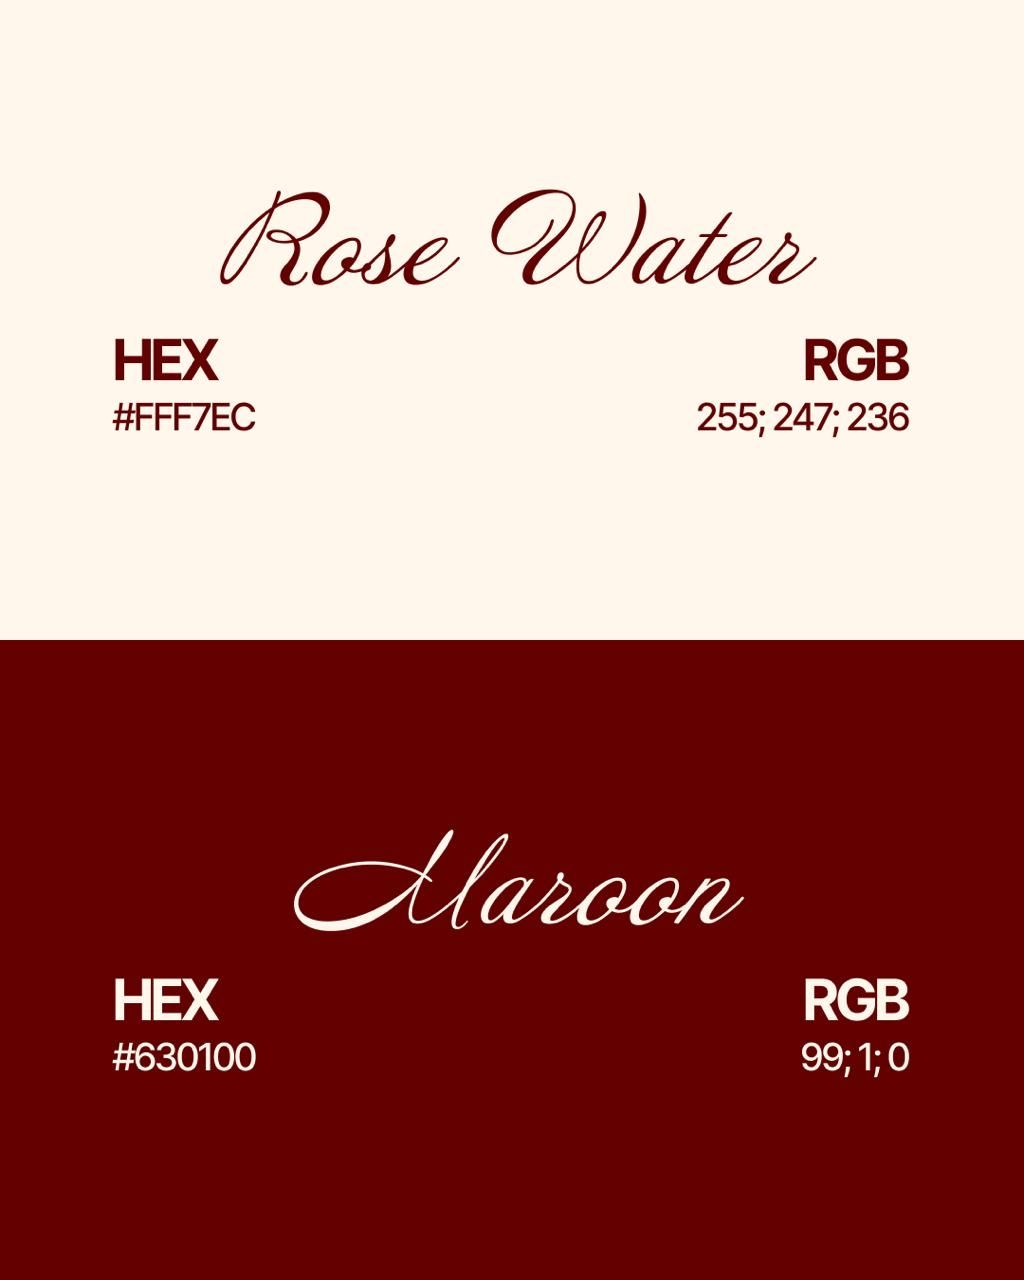 Rose Water
HEX
RGB
#FFF7EC
255; 247; 236
Maroon
HEX
RGB
#630100
99; 1; 0